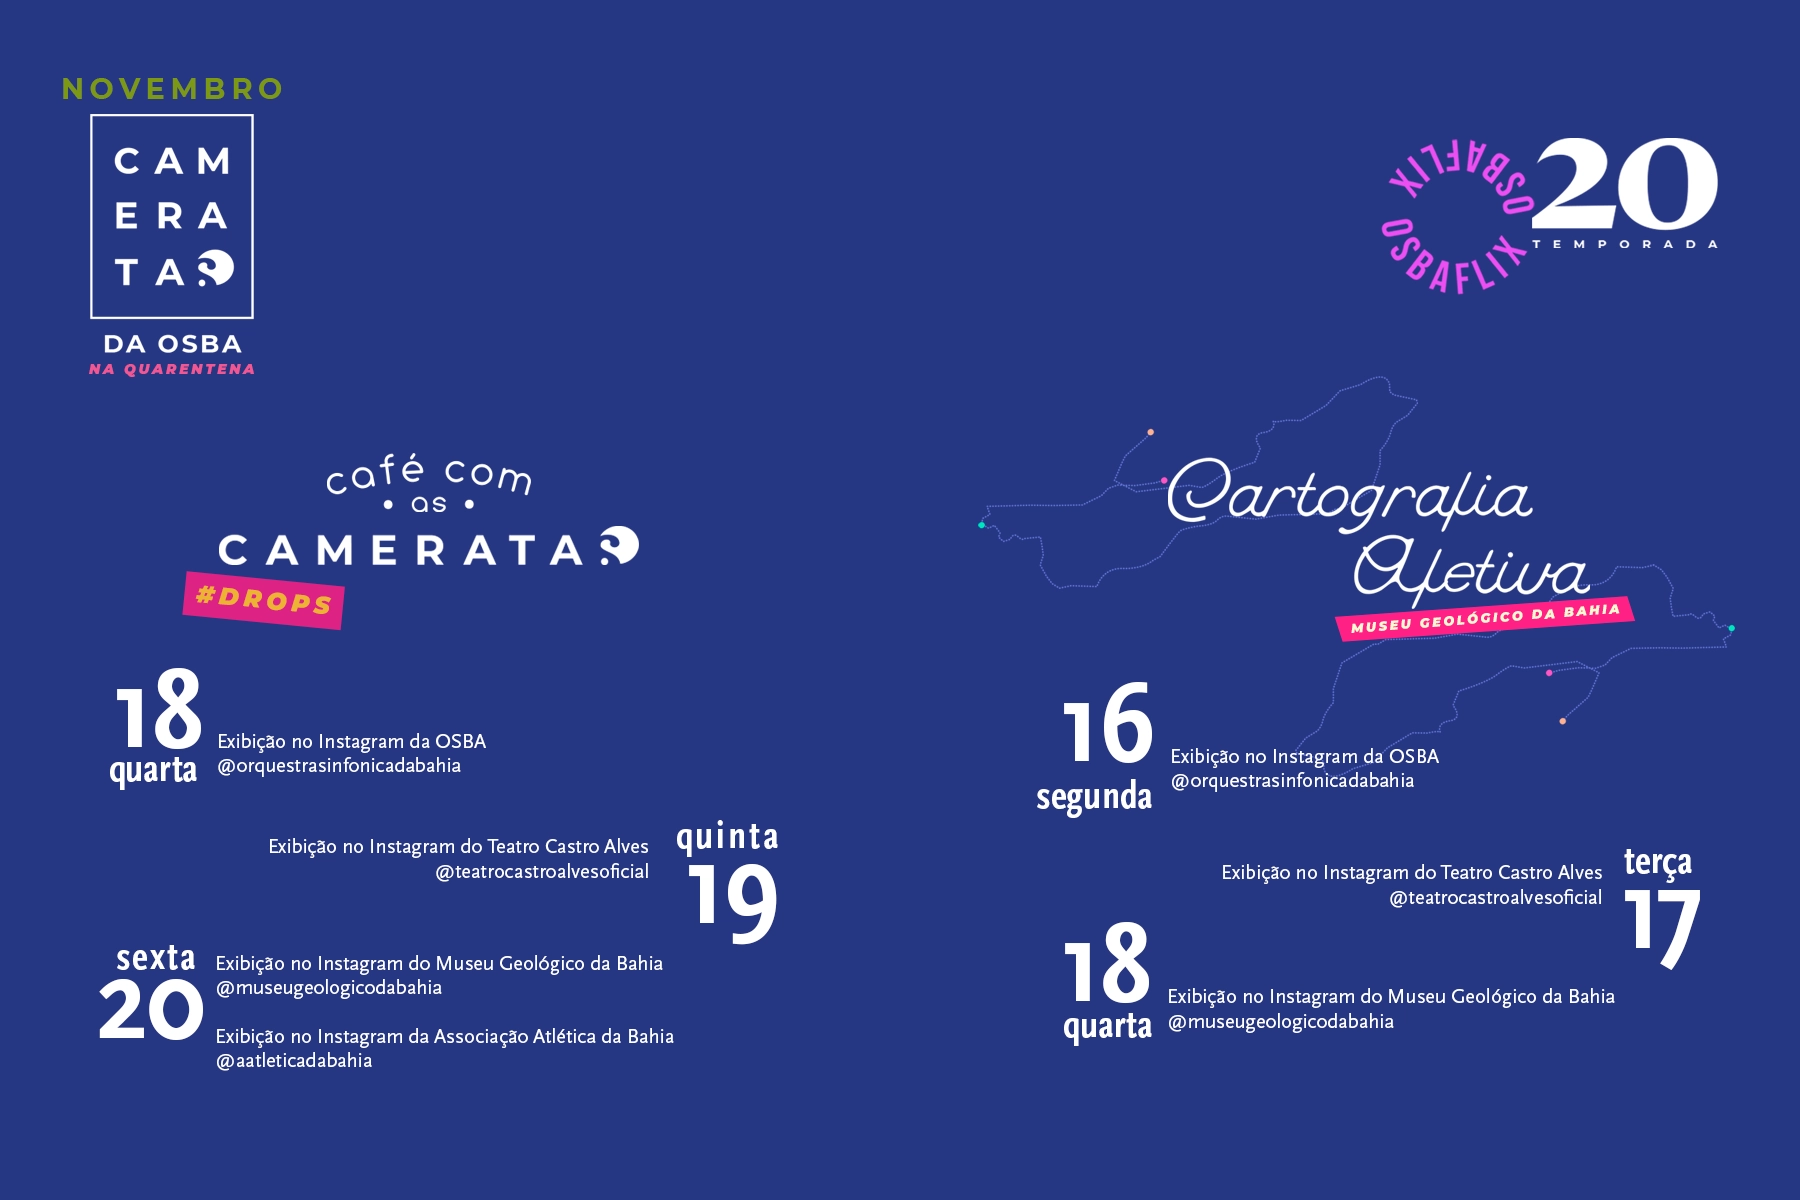 NOVEMBRO
CAM
ERA
TAS
DA OSBA
NA QUARENTENA
OSBAFLIX OSBAFLIX
20
TEMPORADA
café com
• as •
CAMERATAS
#DROPS
18
quarta
Exibição no Instagram da OSBA
@orquestrasinfonicadabahia
quinta
19
Exibição no Instagram do Teatro Castro Alves
@teatrocastroalvesoficial
sexta
20
Exibição no Instagram do Museu Geológico da Bahia
@museugeologicodabahia
Exibição no Instagram da Associação Atlética da Bahia
@aatleticadabahia
Cartografia
Afetiva
MUSEU GEOLÓGICO DA BAHIA
16
segunda
Exibição no Instagram da OSBA
@orquestrasinfonicadabahia
terça
17
Exibição no Instagram do Teatro Castro Alves
@teatrocastroalvesoficial
18
quarta
Exibição no Instagram do Museu Geológico da Bahia
@museugeologicodabahia